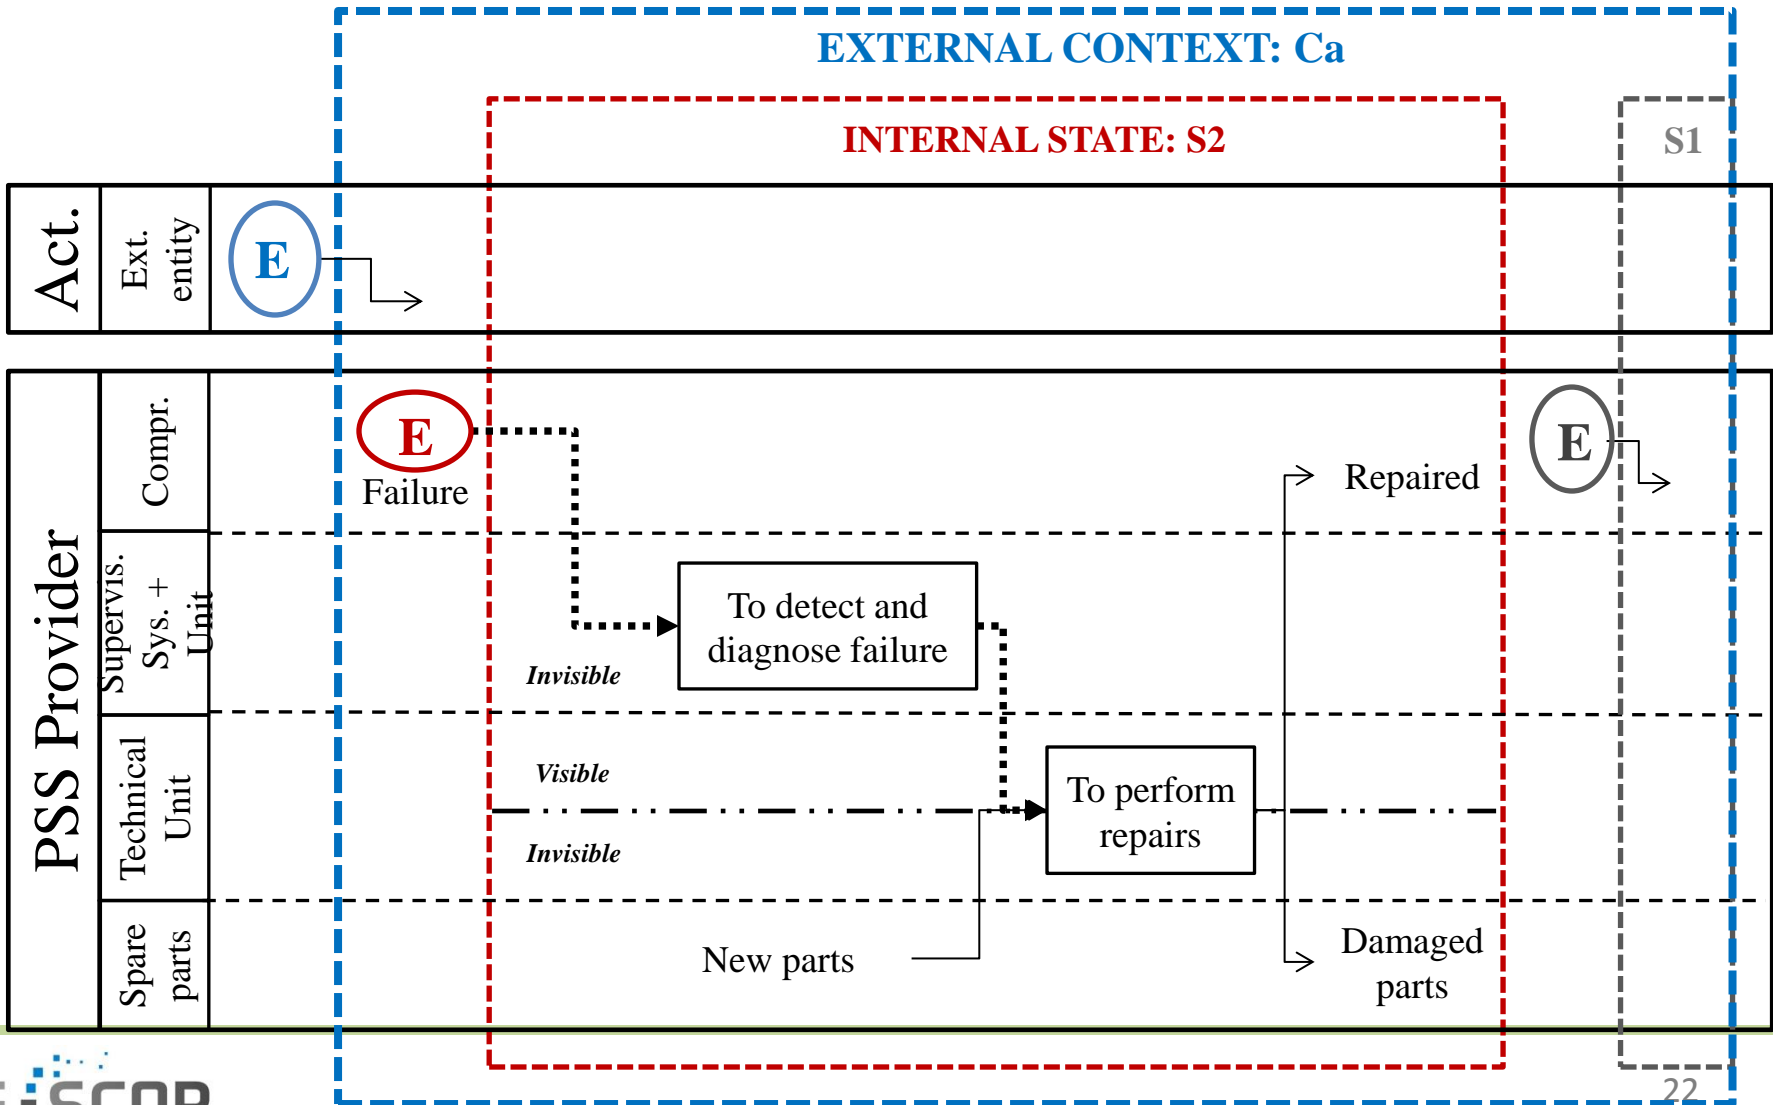 EXTERNAL CONTEXT: Ca
INTERNAL STATE: S2
S1
Act.
Ext.
entity
E
PSS Provider
Compr.
E
Failure
Repaired
E
Supervis.
Sys. +
Unit
To detect and
diagnose failure
Invisible
Technical
Unit
Visible
To perform
repairs
Invisible
Spare
parts
New parts
Damaged
parts
22